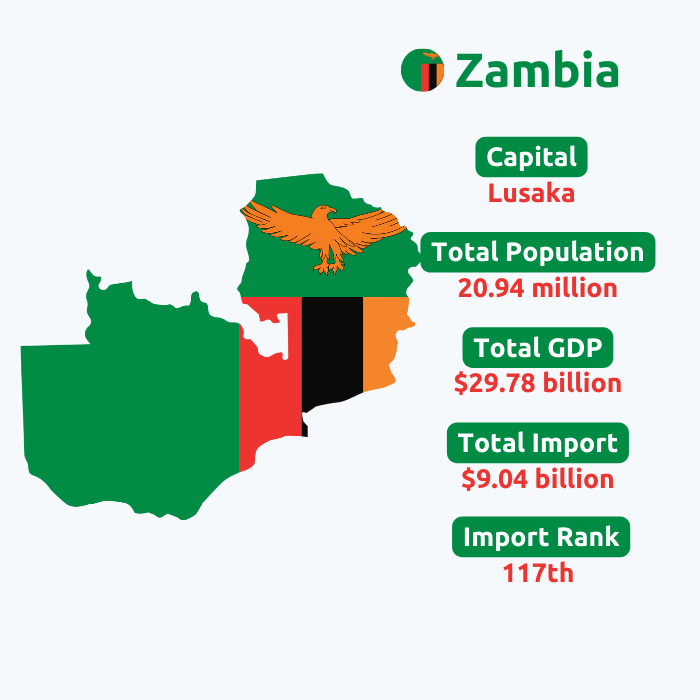 Zambia
Capital
Lusaka
Total Population
20.94 million
Total GDP
$29.78 billion
Total Import
$9.04 billion
Import Rank
117th